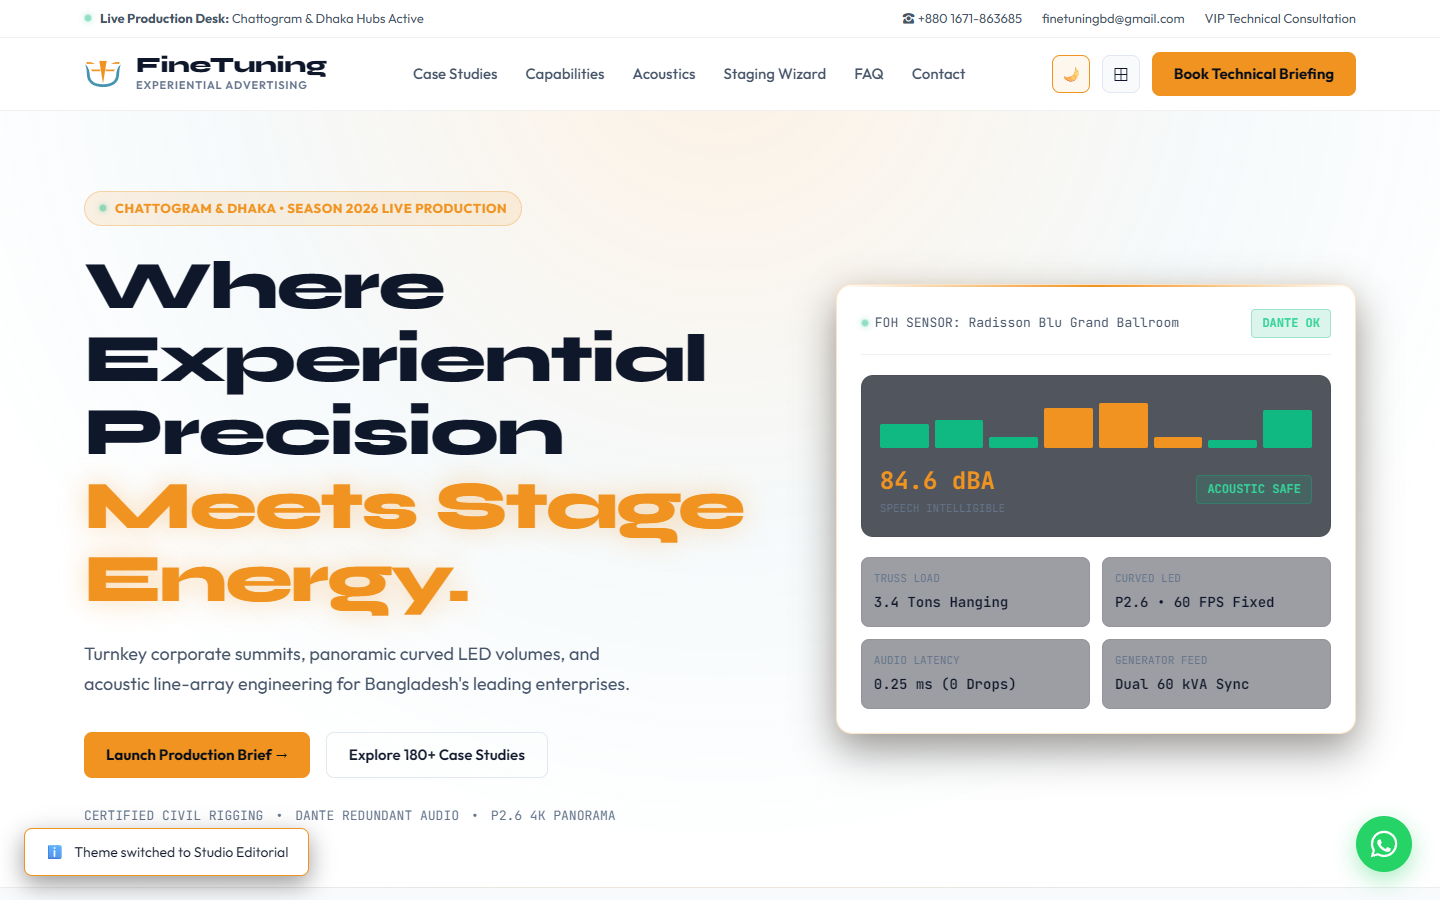 Live Production Desk: Chattogram & Dhaka Hubs Active
☎ +880 1671-863685
finetuningbd@gmail.com
VIP Technical Consultation
FineTuning
EXPERIENTIAL ADVERTISING
Case Studies
Capabilities
Acoustics
Staging Wizard
FAQ
Contact
Book Technical Briefing
CHATTOGRAM & DHAKA • SEASON 2026 LIVE PRODUCTION
Where
Experiential
Precision
Meets Stage
Energy.
Turnkey corporate summits, panoramic curved LED volumes, and
acoustic line-array engineering for Bangladesh's leading enterprises.
Launch Production Brief →
Explore 180+ Case Studies
CERTIFIED CIVIL RIGGING • DANTE REDUNDANT AUDIO • P2.6 4K PANORAMA
FOH SENSOR: Radisson Blu Grand Ballroom
DANTE OK
84.6 dBA
SPEECH INTELLIGIBLE
ACOUSTIC SAFE
TRUSS LOAD
3.4 Tons Hanging
CURVED LED
P2.6 • 60 FPS Fixed
AUDIO LATENCY
0.25 ms (0 Drops)
GENERATOR FEED
Dual 60 kVA Sync
Theme switched to Studio Editorial